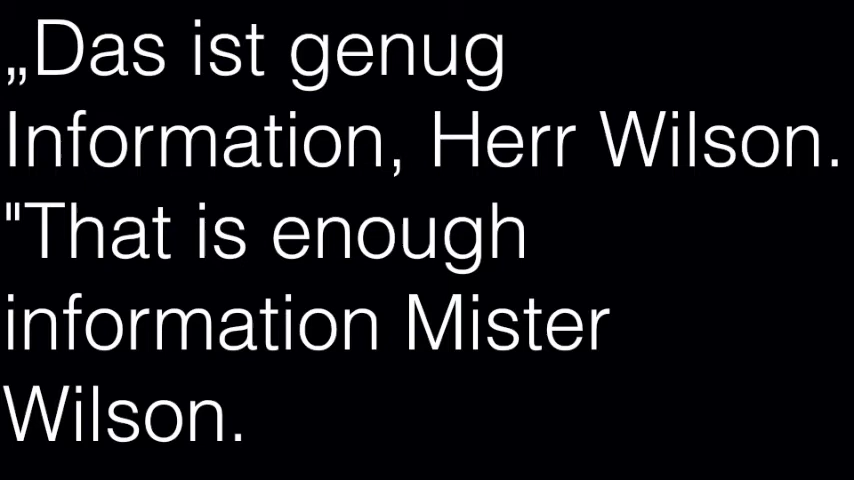 „Das ist genug
Information, Herr Wilson.
"That is enough
information Mister
Wilson.